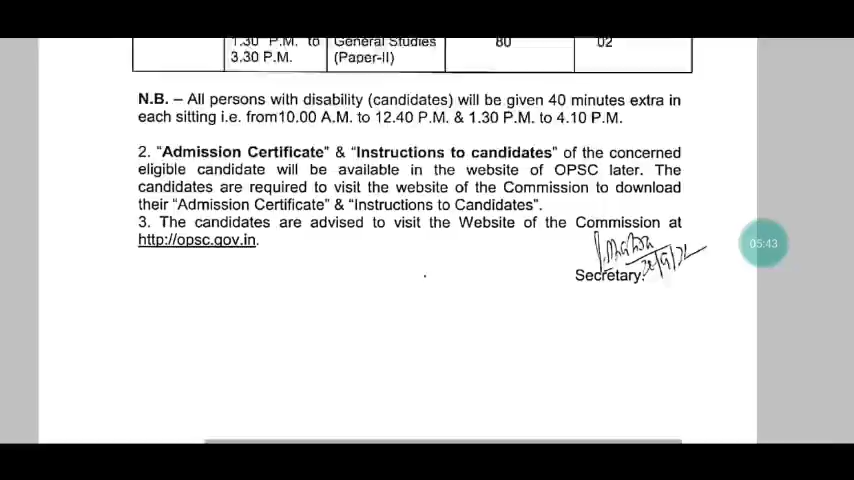 1.30 P.M. to General Studies 80 02
3.30 P.M. (Paper-II)
N.B. – All persons with disability (candidates) will be given 40 minutes extra in
each sitting i.e. from10.00 A.M. to 12.40 P.M. & 1.30 P.M. to 4.10 P.M.
2. “Admission Certificate” & “Instructions to candidates” of the concerned
eligible candidate will be available in the website of OPSC later. The
candidates are required to visit the website of the Commission to download
their “Admission Certificate” & “Instructions to Candidates”.
3. The candidates are advised to visit the Website of the Commission at
http://opsc.gov.in.
05:43
Secretary.